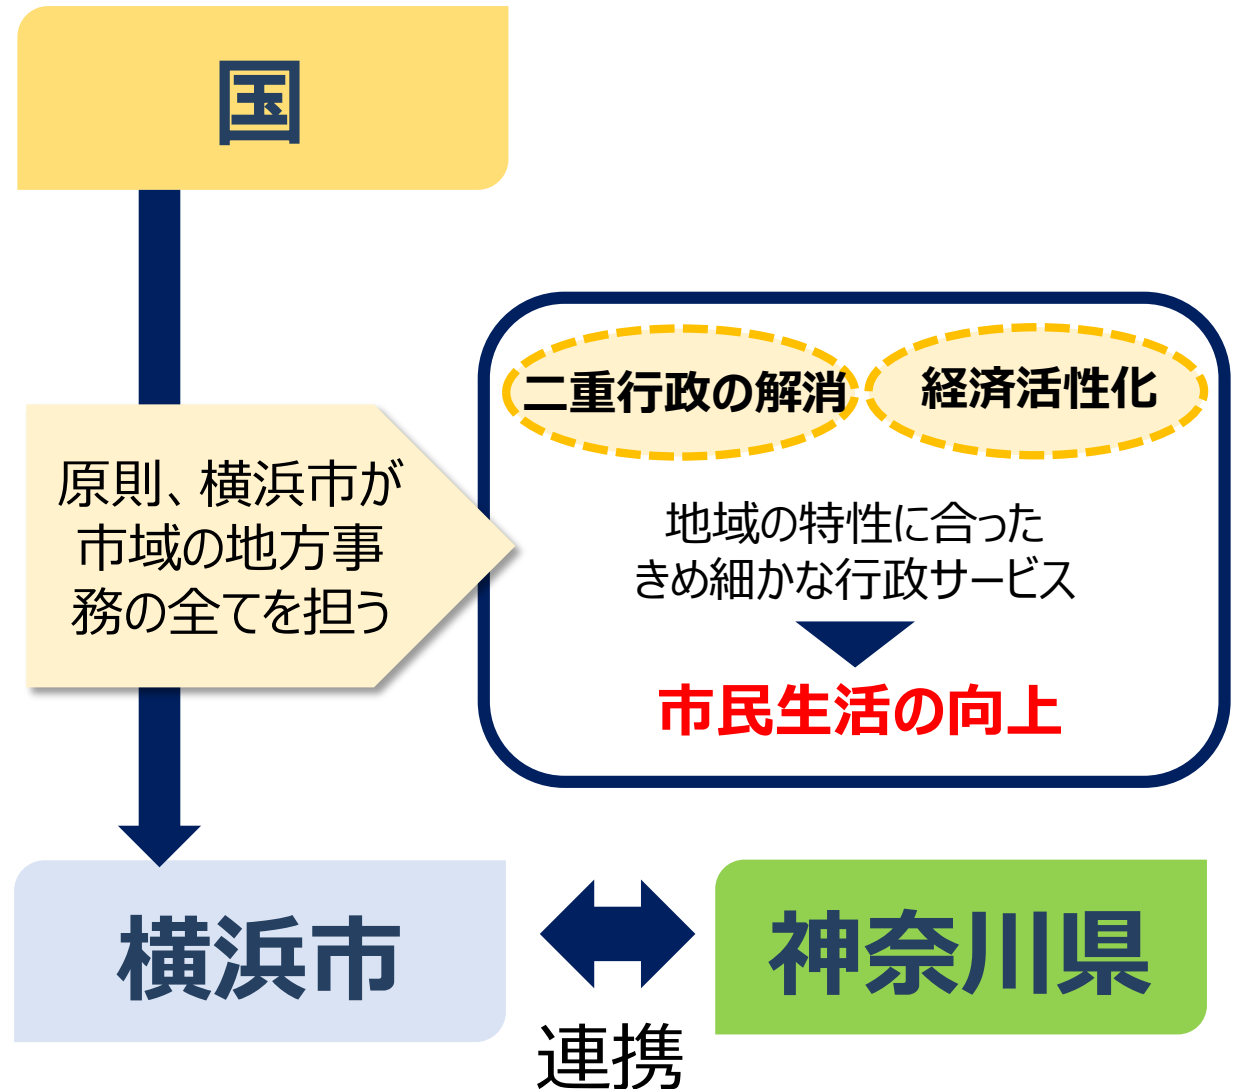 国
二重行政の解消
経済活性化
原則、横浜市が
市域の地方事
務の全てを担う
地域の特性に合った
きめ細かな行政サービス
市民生活の向上
横浜市
神奈川県
連携